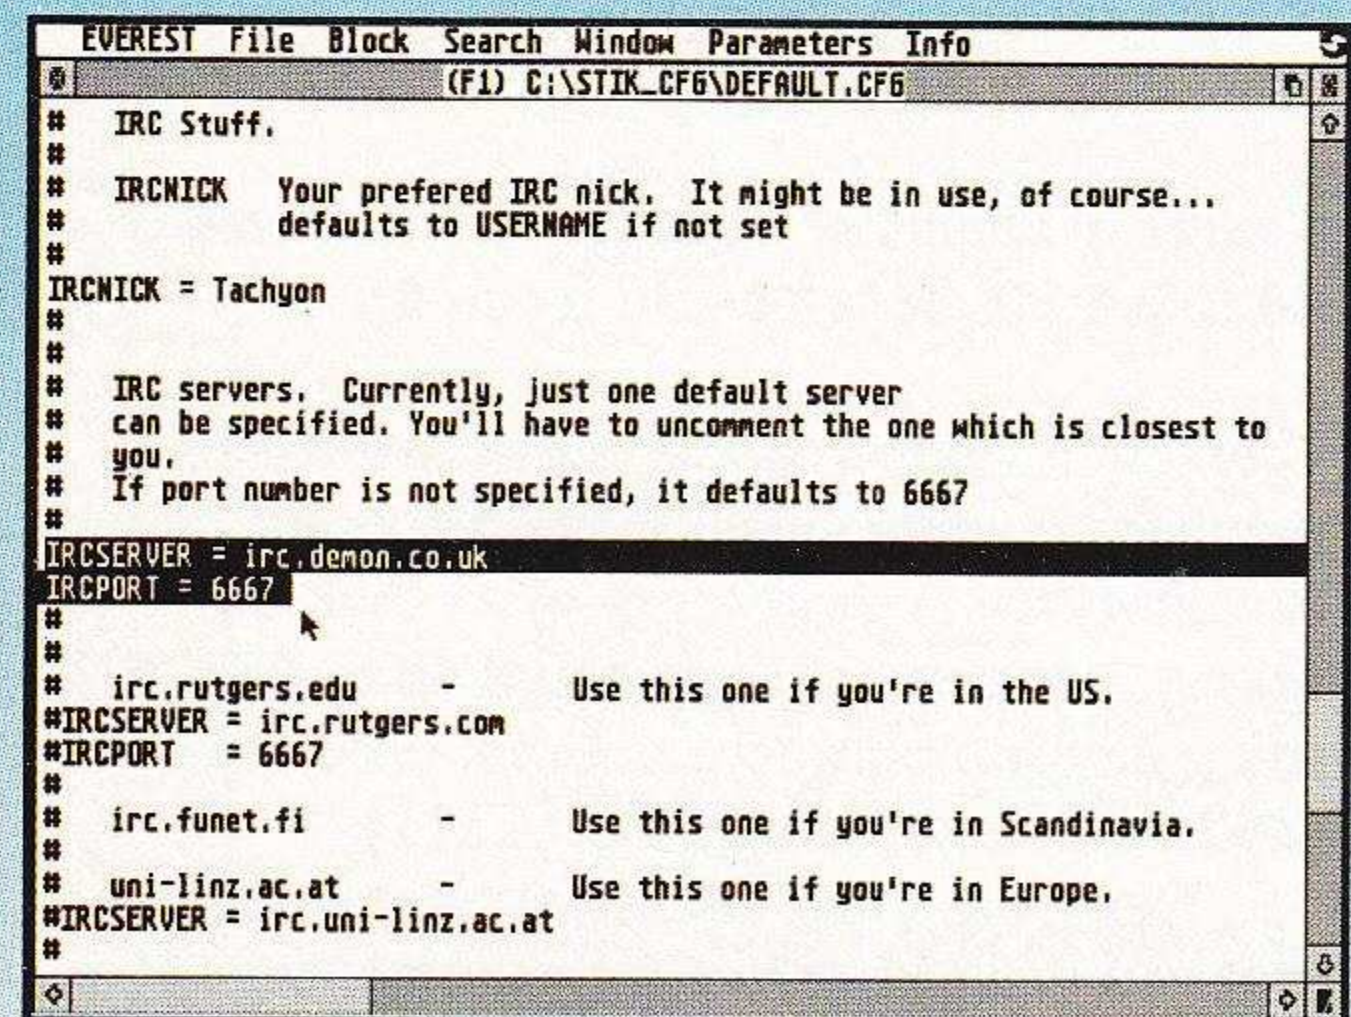 EVEREST File Block Search Window Parameters Info
(F1) C:\STIK_CFG\DEFAULT.CFG
# IRC Stuff.
#
# IRCNICK Your prefered IRC nick. It might be in use, of course...
# defaults to USERNAME if not set
#
IRCNICK = Tachyon
#
#
# IRC servers. Currently, just one default server
# can be specified. You'll have to uncomment the one which is closest to
# you.
# If port number is not specified, it defaults to 6667
#
IRCSERVER = irc.demon.co.uk
IRCPORT = 6667
#
#
# irc.rutgers.edu - Use this one if you're in the US.
#IRCSERVER = irc.rutgers.com
#IRCPORT = 6667
#
# irc.funet.fi - Use this one if you're in Scandinavia.
#
# uni-linz.ac.at - Use this one if you're in Europe.
#IRCSERVER = irc.uni-linz.ac.at
#